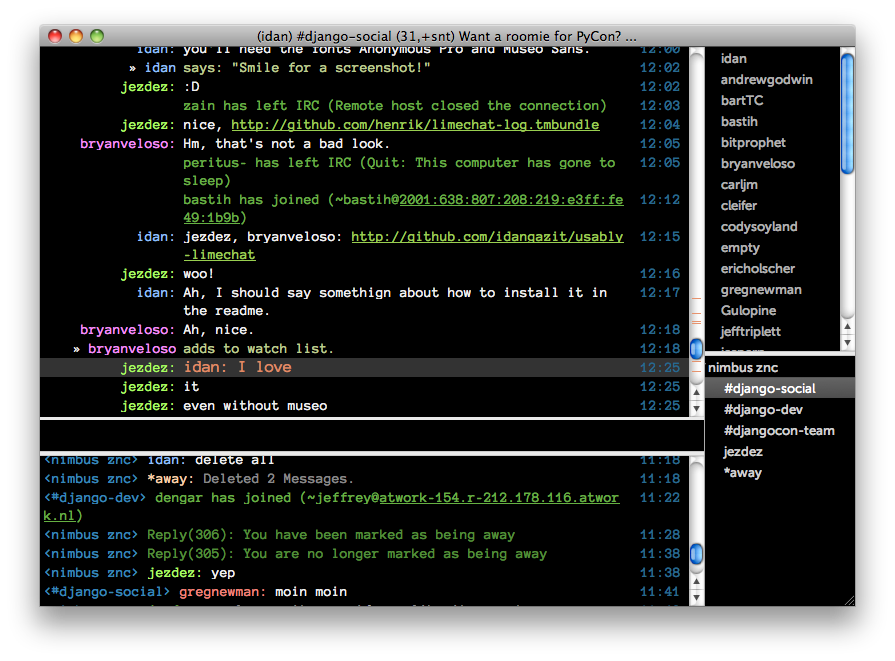 (idan) #django-social (31,+snt) Want a roomie for PyCon? ...
idan: you'll need the fonts Anonymous Pro and Museo Sans. 12:00
» idan says: "Smile for a screenshot!" 12:02
jezdez: :D 12:02
zain has left IRC (Remote host closed the connection) 12:03
jezdez: nice, http://github.com/henrik/limechat-log.tmbundle 12:04
bryanveloso: Hm, that's not a bad look. 12:05
peritus- has left IRC (Quit: This computer has gone to 12:05
sleep)
bastih has joined (~bastih@2001:638:807:208:219:e3ff:fe 12:12
49:1b9b)
idan: jezdez, bryanveloso: http://github.com/idangazit/usably 12:15
-limechat
jezdez: woo! 12:16
idan: Ah, I should say somethign about how to install it in 12:17
the readme.
bryanveloso: Ah, nice. 12:18
» bryanveloso adds to watch list. 12:18
jezdez: idan: I love 12:25
jezdez: it 12:25
jezdez: even without museo 12:25
<nimbus znc> idan: delete all 11:18
<nimbus znc> *away: Deleted 2 Messages. 11:18
<#django-dev> dengar has joined (~jeffrey@atwork-154.r-212.178.116.atwor 11:22
k.nl)
<nimbus znc> Reply(306): You have been marked as being away 11:28
<nimbus znc> Reply(305): You are no longer marked as being away 11:38
<nimbus znc> jezdez: yep 11:38
<#django-social> gregnewman: moin moin 11:41
idan
andrewgodwin
bartTC
bastih
bitprophet
bryanveloso
carljm
cleifer
codysoyland
empty
ericholscher
gregnewman
Gulopine
jefftriplett
nimbus znc
#django-social
#django-dev
#djangocon-team
jezdez
*away